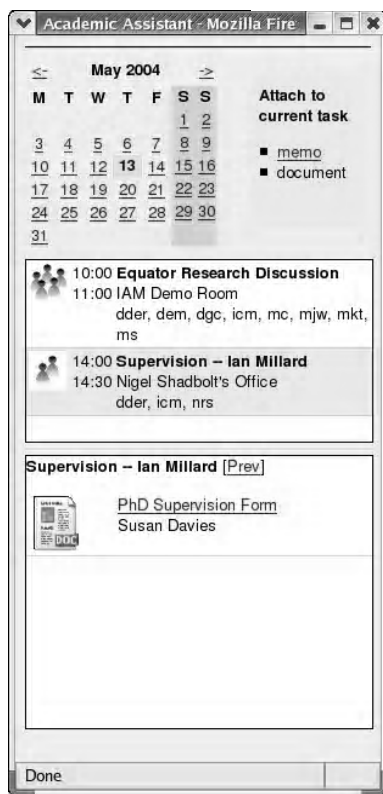 Academic Assistant - Mozilla Fire
<- May 2004 ->
M T W T F S S
1 2
3 4 5 6 7 8 9
10 11 12 13 14 15 16
17 18 19 20 21 22 23
24 25 26 27 28 29 30
31
Attach to
current task
memo
document
10:00 Equator Research Discussion
11:00 IAM Demo Room
dder, dem, dgc, icm, mc, mjw, mkt,
ms
14:00 Supervision -- Ian Millard
14:30 Nigel Shadbolt's Office
dder, icm, nrs
Supervision -- Ian Millard [Prev]
PhD Supervision Form
Susan Davies
DOC
Done